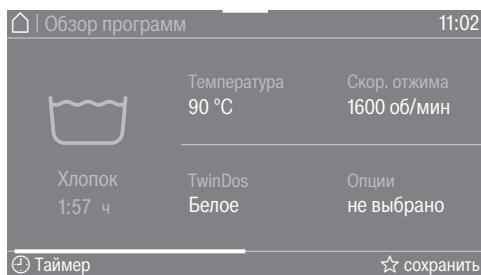 | Обзор программ 11:02
Температура Скор. отжима
90 °C 1600 об/мин
Хлопок TwinDos Опции
1:57 ч Белое не выбрано
Таймер сохранить